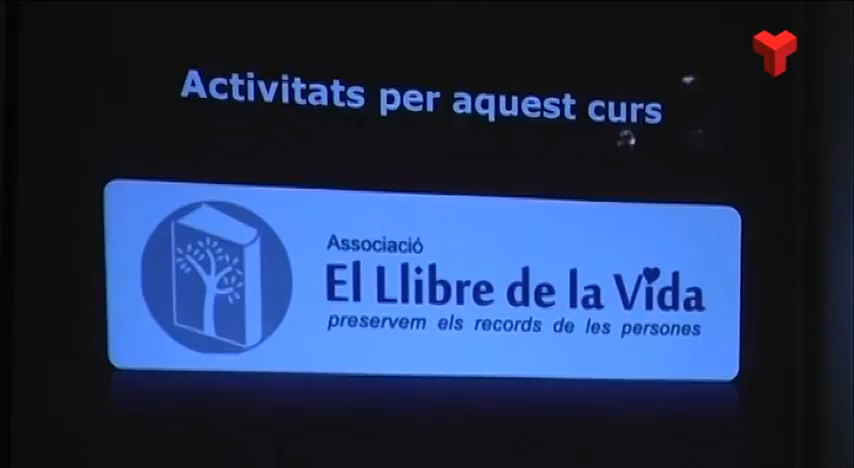 Activitats per aquest curs
Associació
El Llibre de la Vida
preservem els records de les persones